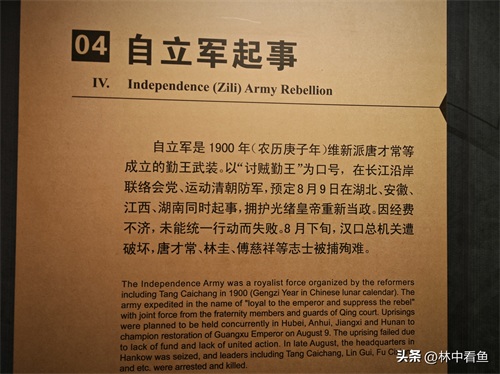 04 自立军起事
IV. Independence (Zili) Army Rebellion
自立军是1900年（农历庚子年）维新派唐才常等
成立的勤王武装。以“讨贼勤王”为口号，在长江沿岸
联络会党、运动清朝防军，预定8月9日在湖北、安徽、
江西、湖南同时起事，拥护光绪皇帝重新当政。因经费
不济，未能统一行动而失败。8月下旬，汉口总机关遭
破坏，唐才常、林圭、傅慈祥等志士被捕殉难。
The Independence Army was a royalist force organized by the reformers
including Tang Caichang in 1900 (Gengzi Year in Chinese lunar calendar). The
army expeditied in the name of "loyal to the emperor and suppress the rebel"
with joint force from the fraternity members and guards of Qing court. Uprisings
were planned to be held concurrently in Hubei, Anhui, Jiangxi and Hunan to
champion restoration of Guangxu Emperor on August 9. The uprising failed due
to lack of fund and lack of united action. In late August, the headquarters in
Hankow was seized, and leaders including Tang Caichang, Lin Gui, Fu
and etc. were arrested and killed.
头条 @林中看鱼